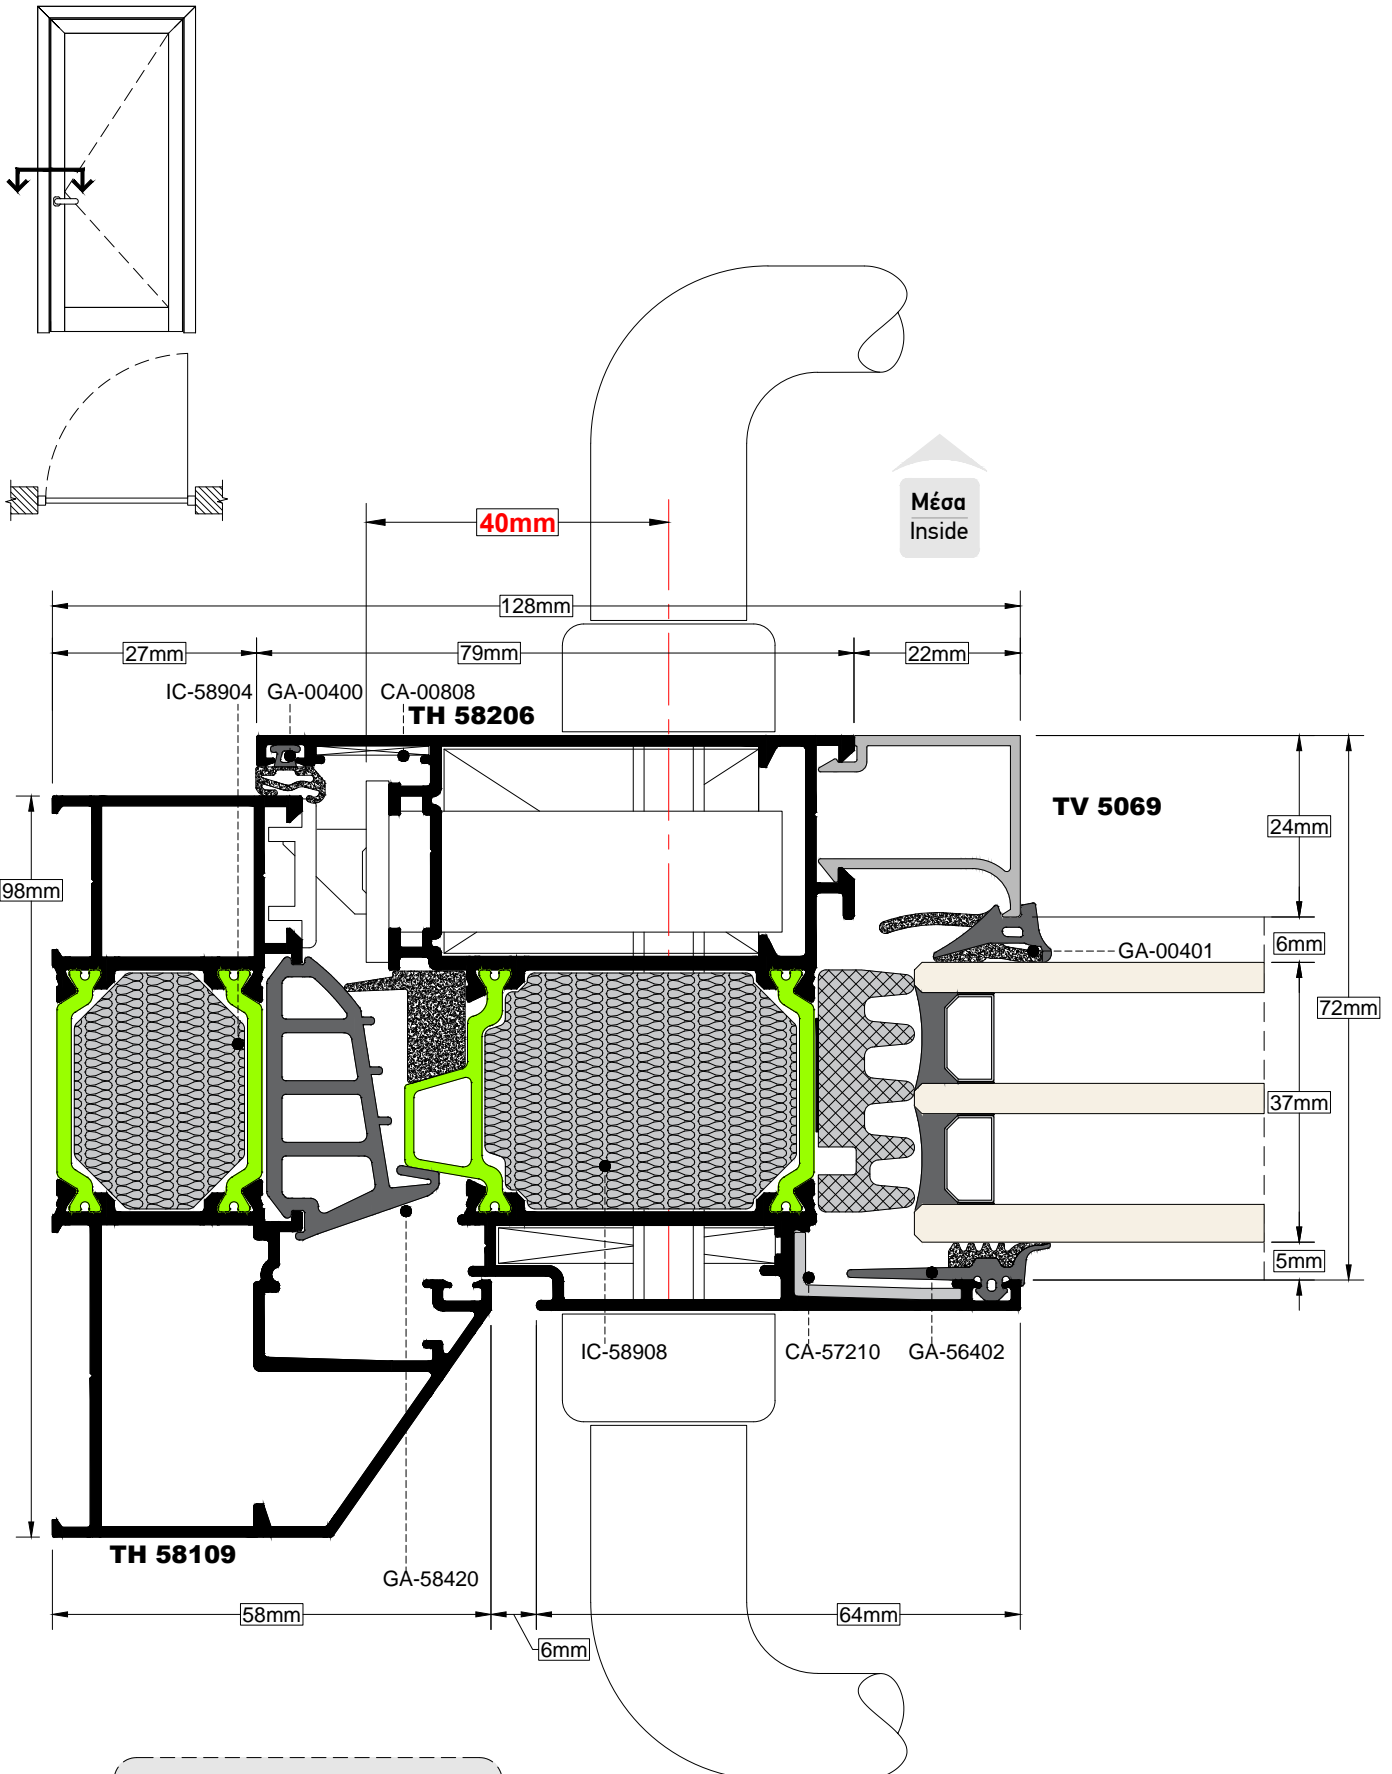 Μέσα
Inside
40mm
128mm
27mm
79mm
22mm
IC-58904
GA-00400
CA-00808
TH 58206
TV 5069
24mm
98mm
6mm
GA-00401
72mm
37mm
5mm
IC-58908
CA-57210
GA-56402
TH 58109
GA-58420
58mm
64mm
6mm